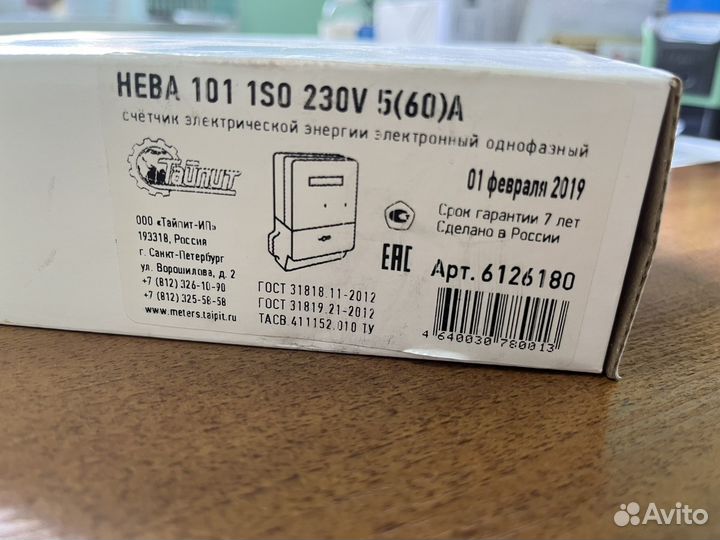 НЕВА 101 1S0 230V 5(60)A
счётчик электрической энергии электронный однофазный
Тайпит
01 февраля 2019
Срок гарантии 7 лет
Сделано в России
ООО «Тайпит-ИП»
193318, Россия
г. Санкт-Петербург
ул. Ворошилова, д. 2
+7 (812) 326-10-90
+7 (812) 325-58-58
www.meters.taipit.ru
ГОСТ 31818.11-2012
ГОСТ 31819.21-2012
ТАСВ.411152.010 ТУ
ЕАС
Арт. 6126180
4 640030 780013
Avito